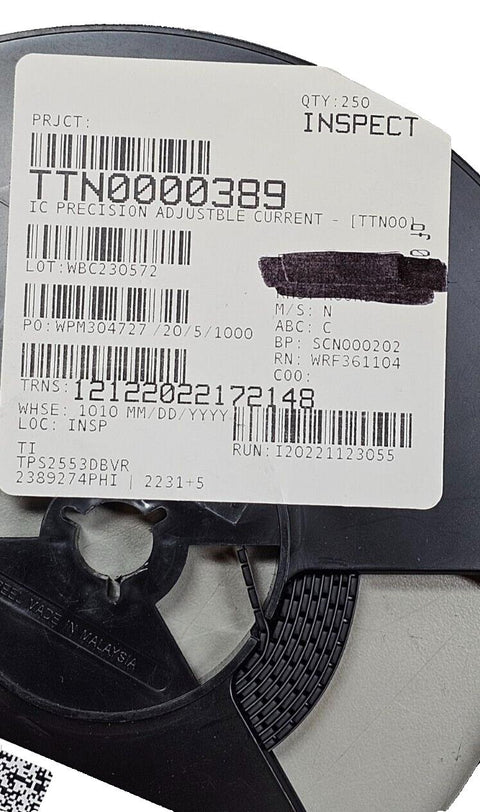 QTY:250
INSPECT
PRJCT:
TTN0000389
IC PRECISION ADJUSTBLE CURRENT - [TTN00
LOT:WBC230572
PO:WPM304727 /20/5/1000
M/S: N
ABC: C
BP: SCN000202
RN: WRF361104
COO:
TRNS:12122022172148
WHSE: 1010 MM/DD/YYYY
LOC: INSP
RUN: I20221123055
TI
TPS2553DBVR
2389274PHI | 2231+5
MADE IN MALAYSIA